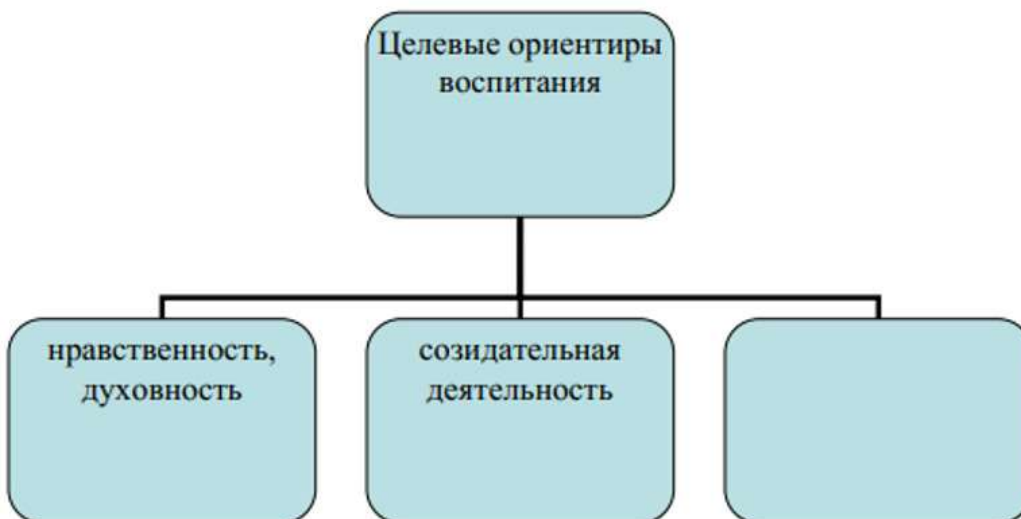 Целевые ориентиры
воспитания
нравственность,
духовность
созидательная
деятельность